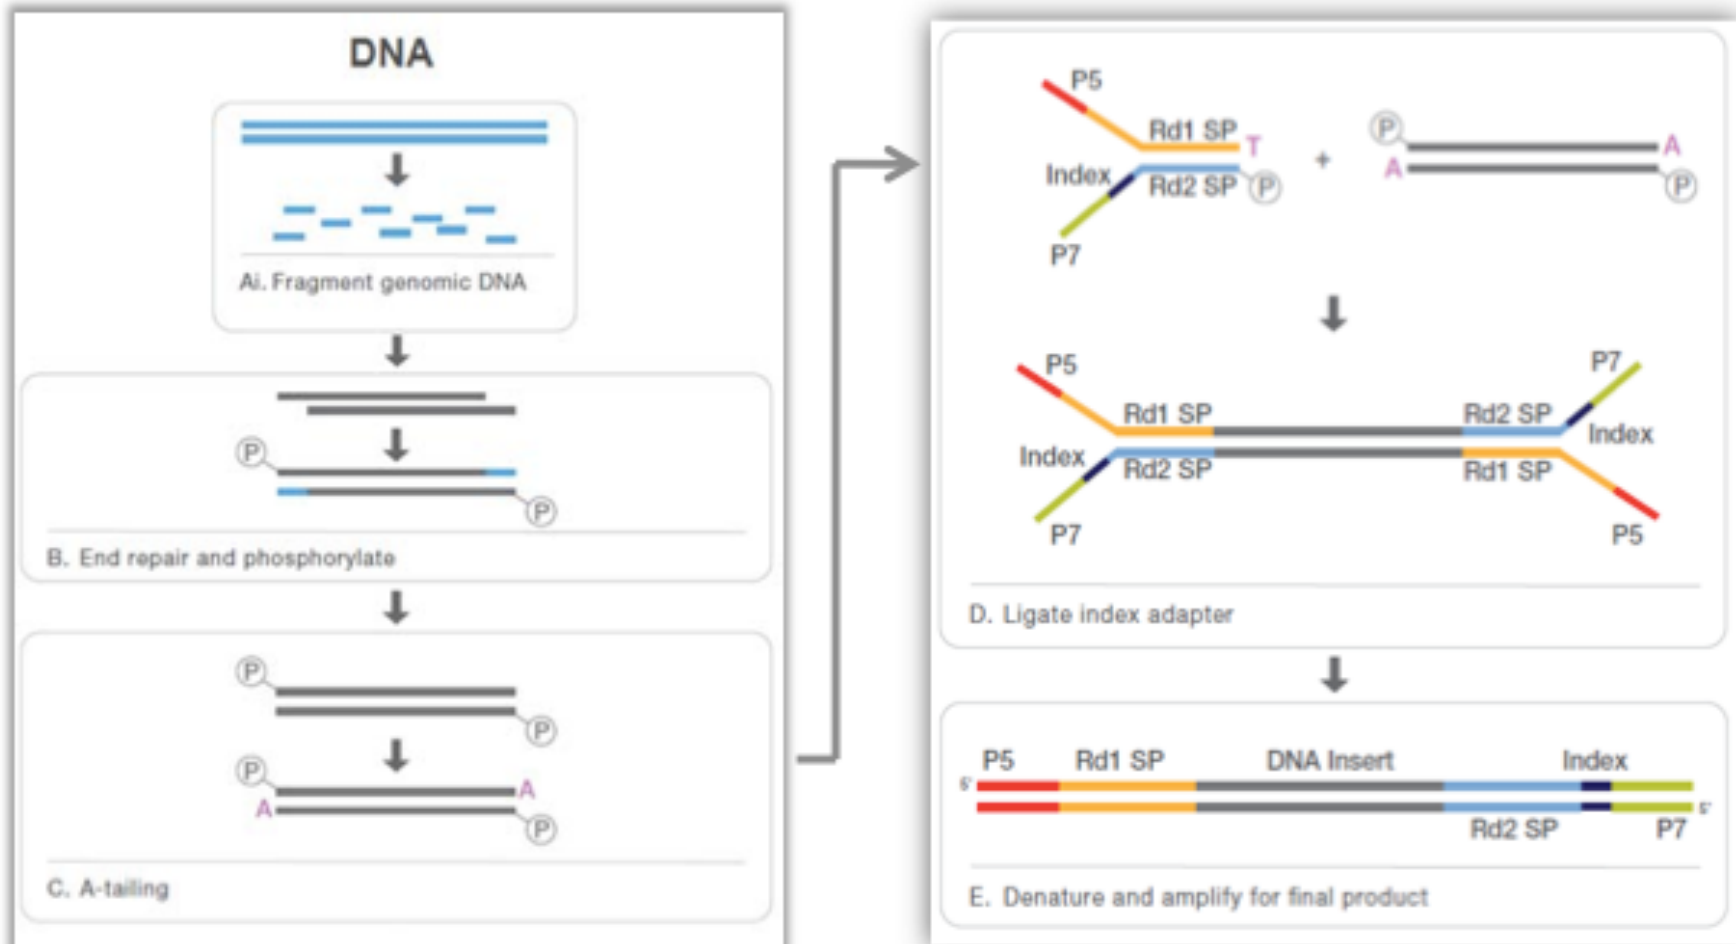 DNA
Ai. Fragment genomic DNA
P
P
B. End repair and phosphorylate
P
P
P
A
A
P
C. A-tailing
P5
Rd1 SP T
Index
Rd2 SP P
P7
+
P
A
A
P
P5
P7
Rd1 SP
Rd2 SP
Index
Index
Rd2 SP
Rd1 SP
P7
P5
D. Ligate index adapter
P5 Rd1 SP DNA Insert Index
5'
5'
Rd2 SP P7
E. Denature and amplify for final product